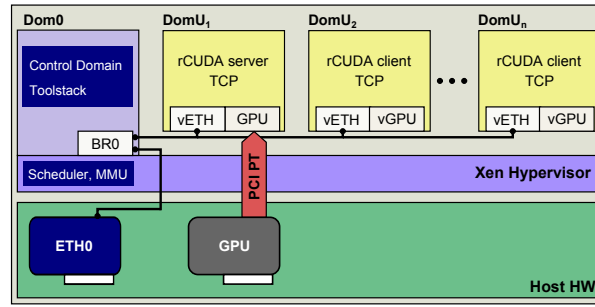 Dom0
DomU1
DomU2
DomUn
Control Domain
Toolstack
rCUDA server
TCP
rCUDA client
TCP
rCUDA client
TCP
vETH
GPU
vETH
vGPU
vETH
vGPU
BR0
Scheduler, MMU
PCI PT
Xen Hypervisor
ETH0
GPU
Host HW